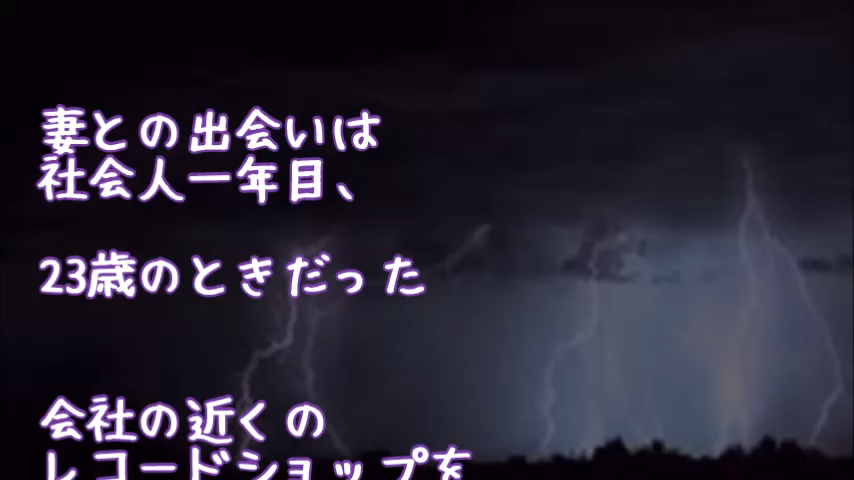 妻との出会いは
社会人一年目、
23歳のときだった
会社の近くの
レコードショップを